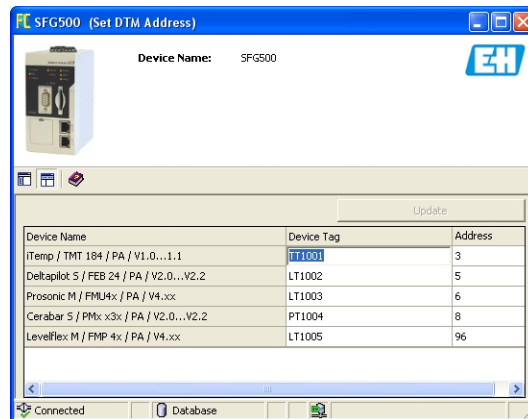 FC SFG500 (Set DTM Address)
Device Name: SFG500
EH
Update
Device Name Device Tag Address
iTemp / TMT 184 / PA / V1.0...1.1 TT1001 3
Deltapilot S / FEB 24 / PA / V2.0...V2.2 LT1002 5
Prosonic M / FMU4x / PA / V4.xx LT1003 6
Cerabar S / PMx x3x / PA / V2.0...V2.2 PT1004 8
Levelflex M / FMP 4x / PA / V4.xx LT1005 96
Connected Database